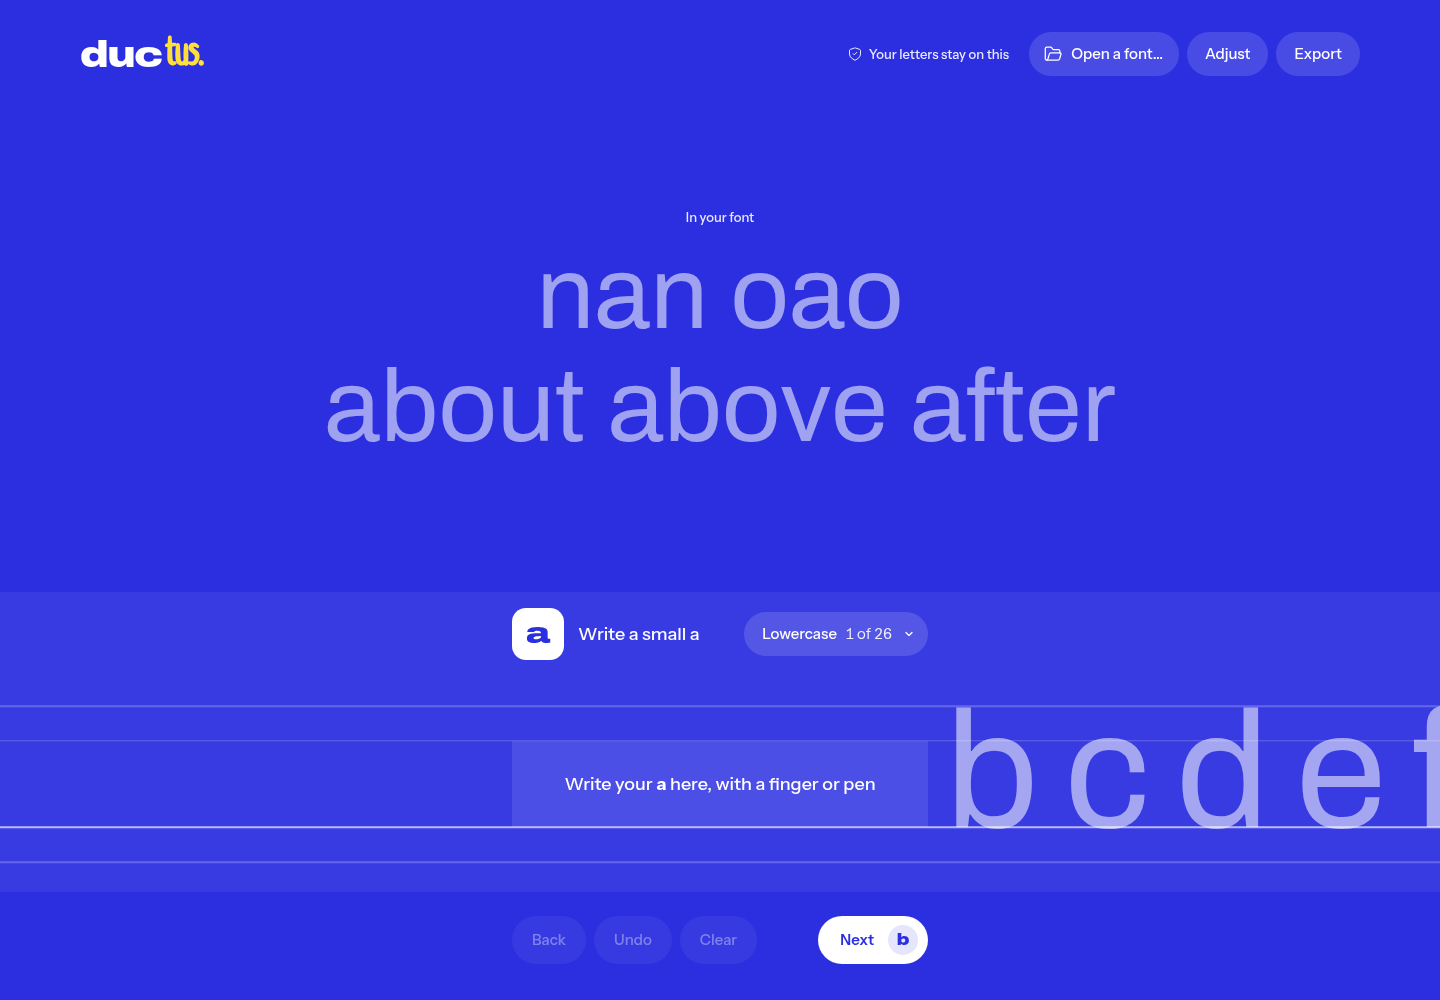 ductus.
Your letters stay on this
Open a font...
Adjust
Export
In your font
nan oao
about above after
a
Write a small a
Lowercase 1 of 26
b c d e f
Write your a here, with a finger or pen
Back
Undo
Clear
Next b